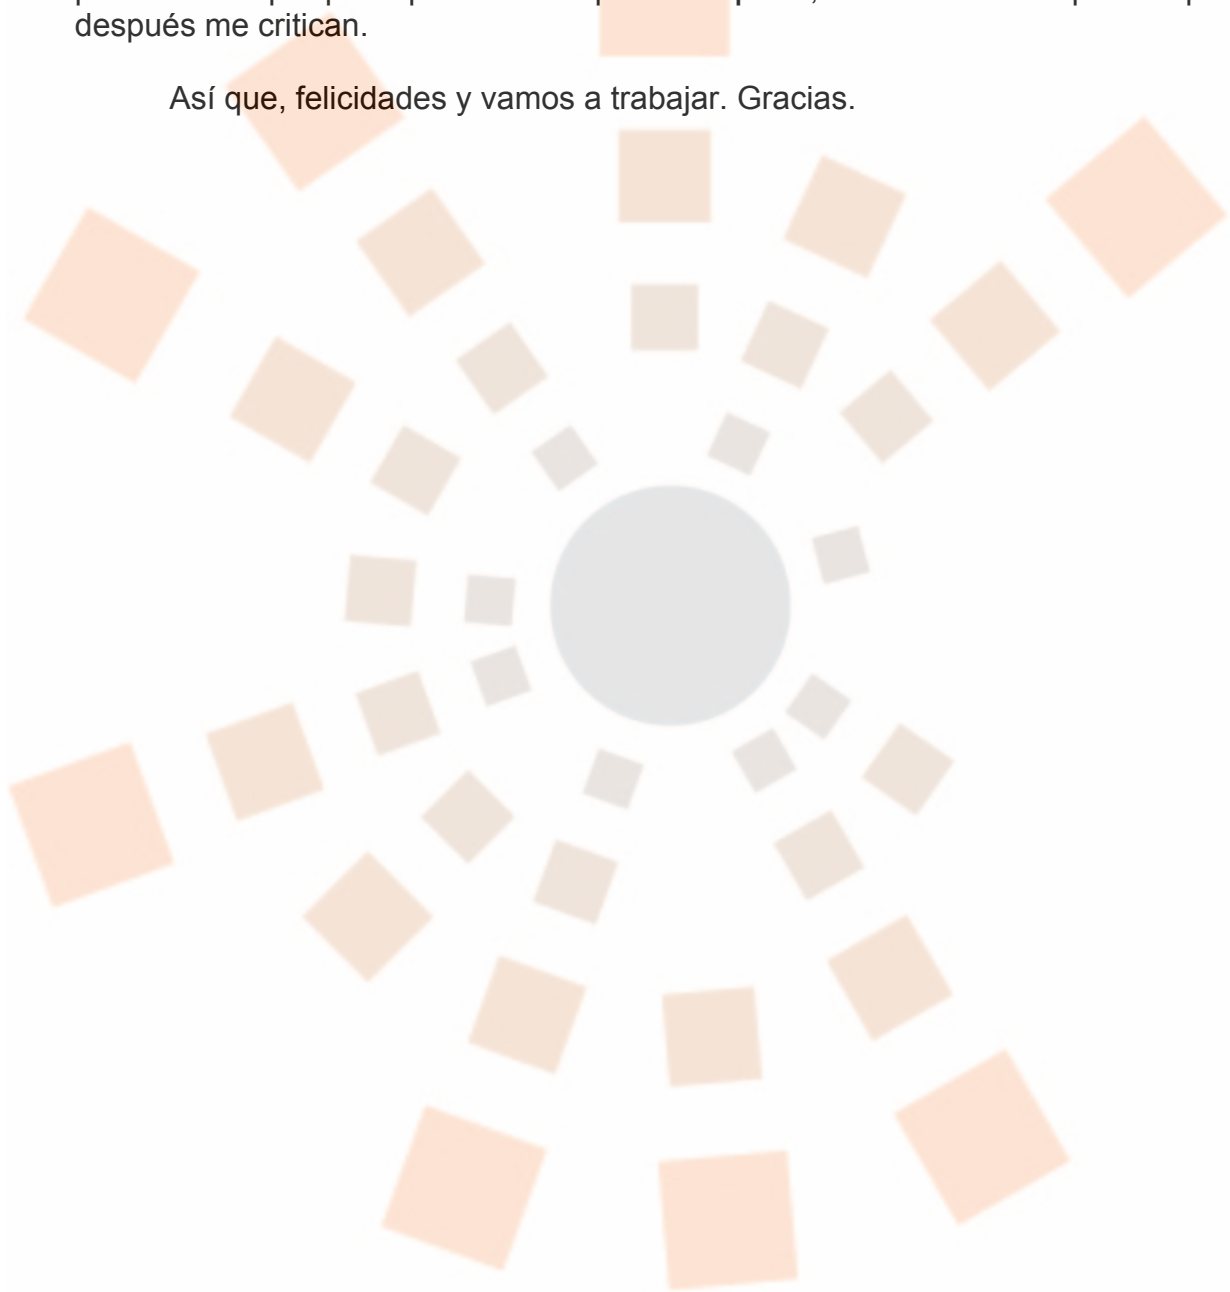 después me critican.
Así que, felicidades y vamos a trabajar. Gracias.